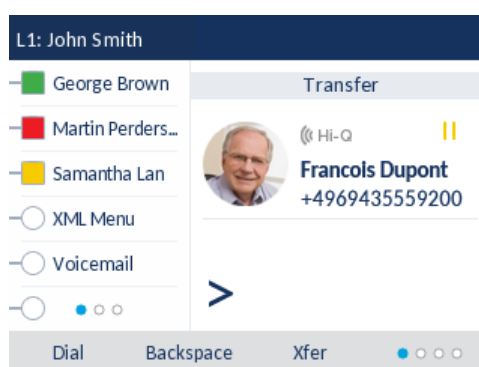 L1: John Smith
George Brown
Martin Perders...
Samantha Lan
XML Menu
Voicemail
Transfer
Hi-Q
Francois Dupont
+4969435559200
>
Dial Backspace Xfer